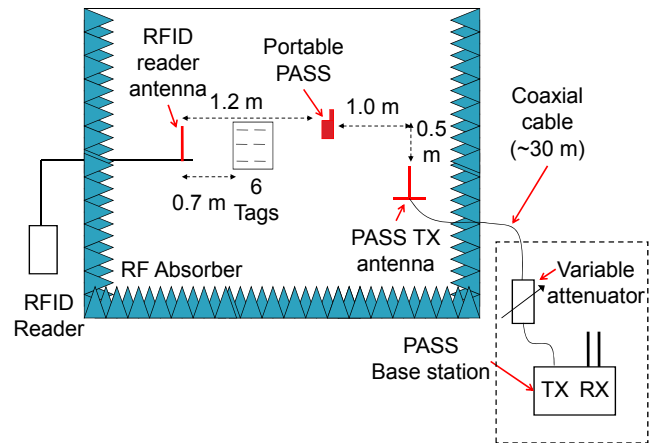 RFID
reader
antenna
Portable
PASS
1.2 m
1.0 m
0.5
m
Coaxial
cable
(~30 m)
0.7 m
6
Tags
PASS TX
antenna
RF Absorber
RFID
Reader
Variable
attenuator
PASS
Base station
TX RX